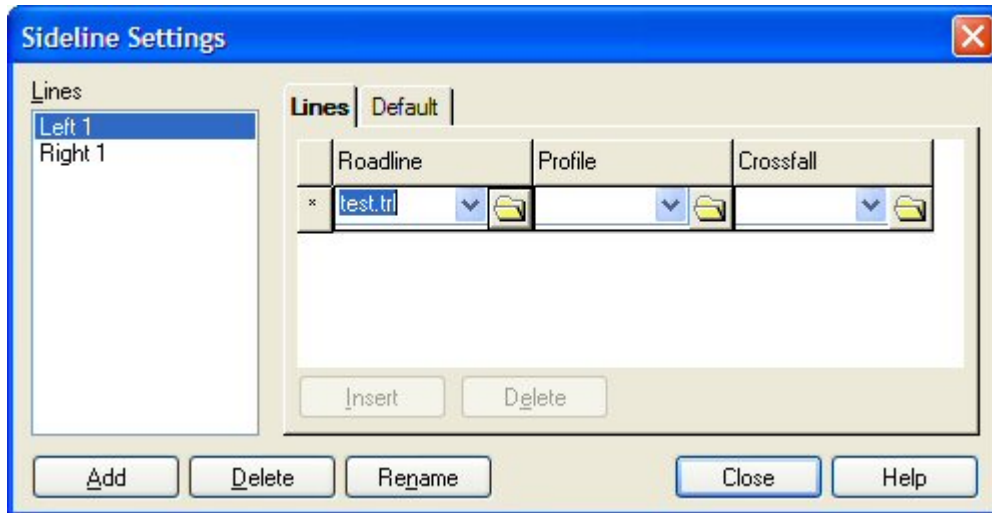 Sideline Settings
Lines
Left 1
Right 1
Lines Default
Roadline Profile Crossfall
* test.trl
Insert Delete
Add Delete Rename Close Help